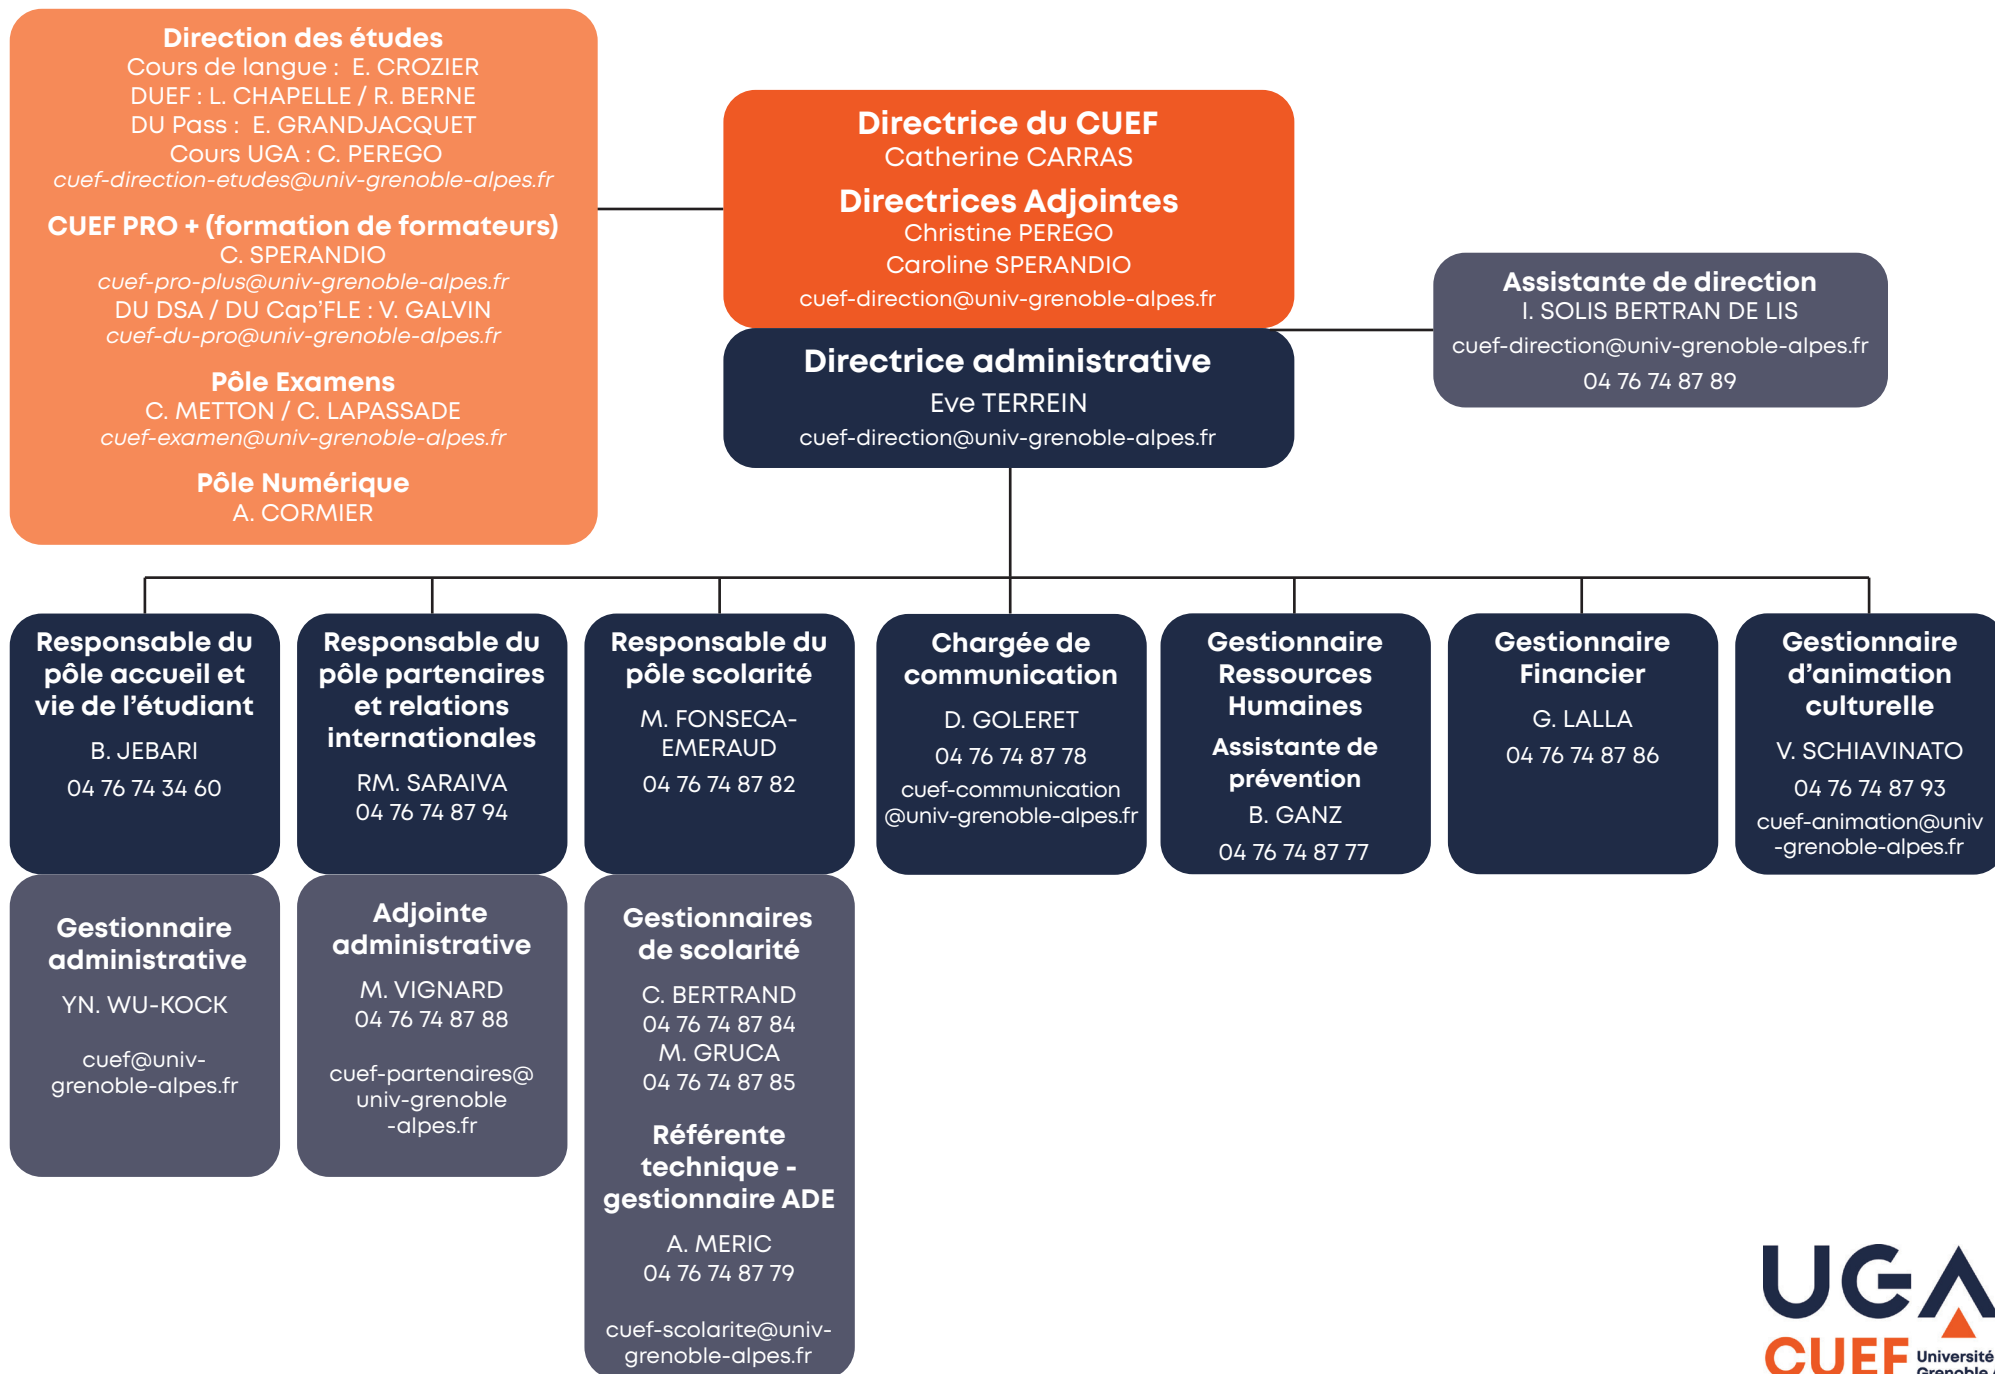 Direction des études
Cours de langue : E. CROZIER
DUEF : L. CHAPELLE / R. BERNE
DU Pass : E. GRANDJACQUET
Cours UGA : C. PEREGO
cuef-direction-etudes@univ-grenoble-alpes.fr
CUEF PRO + (formation de formateurs)
C. SPERANDIO
cuef-pro-plus@univ-grenoble-alpes.fr
DU DSA / DU Cap'FLE : V. GALVIN
cuef-du-pro@univ-grenoble-alpes.fr
Pôle Examens
C. METTON / C. LAPASSADE
cuef-examen@univ-grenoble-alpes.fr
Pôle Numérique
A. CORMIER
Directrice du CUEF
Catherine CARRAS
Directrices Adjointes
Christine PEREGO
Caroline SPERANDIO
cuef-direction@univ-grenoble-alpes.fr
Directrice administrative
Eve TERREIN
cuef-direction@univ-grenoble-alpes.fr
Assistante de direction
I. SOLIS BERTRAN DE LIS
cuef-direction@univ-grenoble-alpes.fr
04 76 74 87 89
Responsable du
pôle accueil et
vie de l'étudiant
B. JEBARI
04 76 74 34 60
Gestionnaire
administrative
YN. WU-KOCK
cuef@univ-
grenoble-alpes.fr
Responsable du
pôle partenaires
et relations
internationales
RM. SARAIVA
04 76 74 87 94
Adjointe
administrative
M. VIGNARD
04 76 74 87 88
cuef-partenaires@
univ-grenoble
-alpes.fr
Responsable du
pôle scolarité
M. FONSECA-
EMERAUD
04 76 74 87 82
Gestionnaires
de scolarité
C. BERTRAND
04 76 74 87 84
M. GRUCA
04 76 74 87 85
Référente
technique -
gestionnaire ADE
A. MERIC
04 76 74 87 79
cuef-scolarite@univ-
grenoble-alpes.fr
Chargée de
communication
D. GOLERET
04 76 74 87 78
cuef-communication
@univ-grenoble-alpes.fr
Gestionnaire
Ressources
Humaines
Assistante de
prévention
B. GANZ
04 76 74 87 77
Gestionnaire
Financier
G. LALLA
04 76 74 87 86
Gestionnaire
d'animation
culturelle
V. SCHIAVINATO
04 76 74 87 93
cuef-animation@univ
-grenoble-alpes.fr
UGA
CUEF
Université
Grenoble